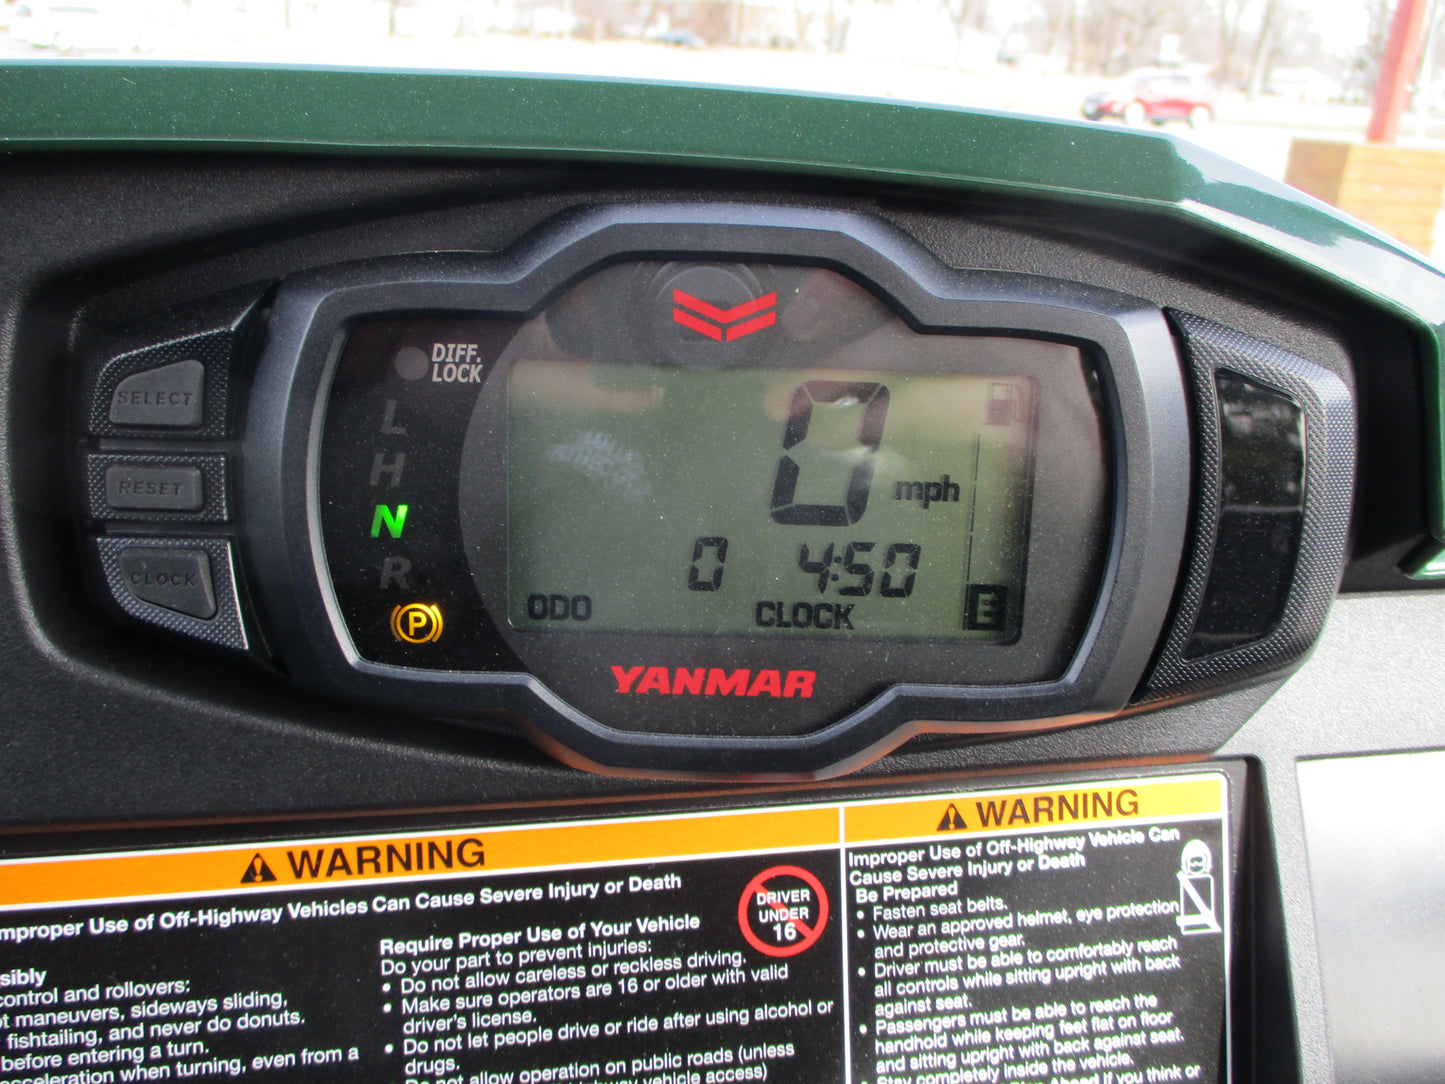 DIFF.
LOCK
SELECT
RESET
CLOCK
L
H
N
R
P
0 mph
0 4:50
ODO CLOCK E
YANMAR
WARNING
Improper Use of Off-Highway Vehicles Can Cause Severe Injury or Death
DRIVER
UNDER
16
sibly
control and rollovers:
maneuvers, sideways sliding,
fishtailing, and never do donuts.
before entering a turn.
acceleration when turning, even from a
Require Proper Use of Your Vehicle
Do your part to prevent injuries:
• Do not allow careless or reckless driving.
• Make sure operators are 16 or older with valid
driver's license.
• Do not let people drive or ride after using alcohol or
drugs.
Do not allow operation on public roads (unless
highway vehicle access)
WARNING
Improper Use of Off-Highway Vehicle Can
Cause Severe Injury or Death
Be Prepared
• Fasten seat belts.
• Wear an approved helmet, eye protection
and protective gear.
• Driver must be able to comfortably reach
all controls while sitting upright with back
against seat.
• Passengers must be able to reach the
handhold while keeping feet flat on floor
and sitting upright with back against seat.
• Stay completely inside the vehicle.
Ahead if you think or